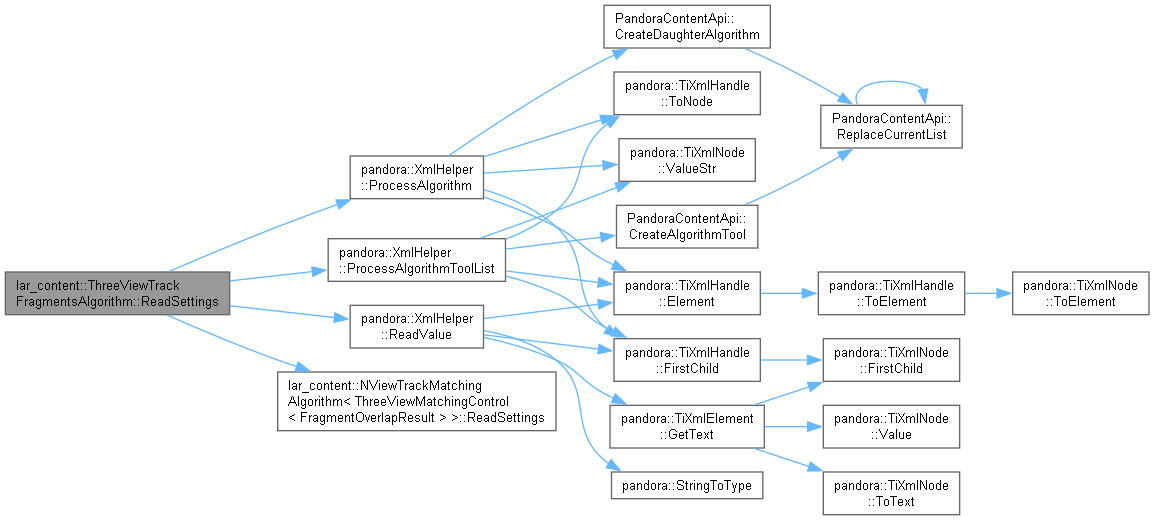 lar_content::ThreeViewTrack
FragmentsAlgorithm::ReadSettings
pandora::XmlHelper
::ProcessAlgorithm
pandora::XmlHelper
::ProcessAlgorithmToolList
pandora::XmlHelper
::ReadValue
lar_content::NViewTrackMatching
Algorithm< ThreeViewMatchingControl
< FragmentOverlapResult > >::ReadSettings
PandoraContentApi::
CreateDaughterAlgorithm
pandora::TiXmlHandle
::ToNode
pandora::TiXmlNode
::ValueStr
PandoraContentApi::
CreateAlgorithmTool
pandora::TiXmlHandle
::Element
pandora::TiXmlHandle
::FirstChild
pandora::TiXmlElement
::GetText
pandora::StringToType
PandoraContentApi::
ReplaceCurrentList
pandora::TiXmlHandle
::ToElement
pandora::TiXmlNode
::FirstChild
pandora::TiXmlNode
::Value
pandora::TiXmlNode
::ToText
pandora::TiXmlNode
::ToElement